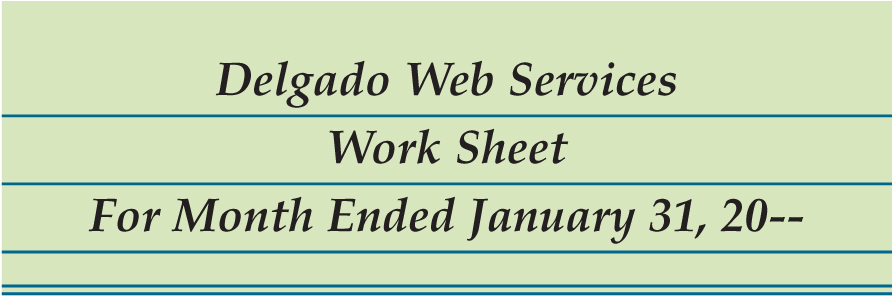 Delgado Web Services
Work Sheet
For Month Ended January 31, 20--